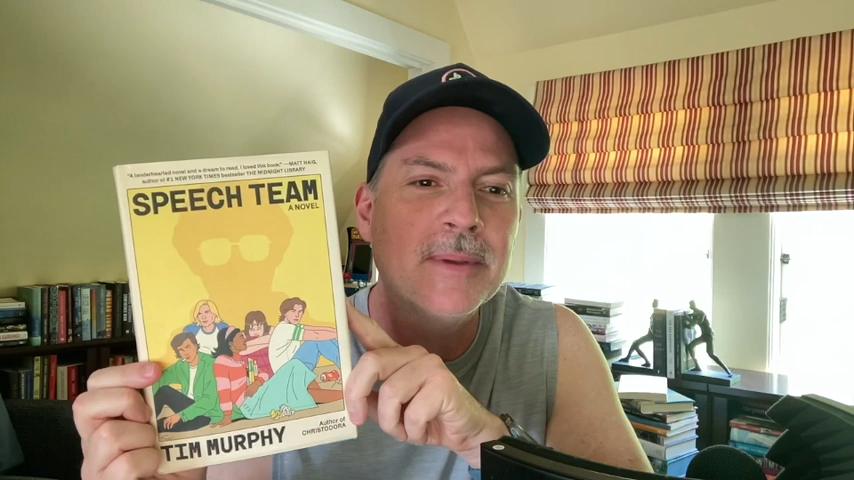 "A tenderhearted novel and a dream to read. I loved this book." —MATT HAIG,
author of #1 NEW YORK TIMES bestseller THE MIDNIGHT LIBRARY
SPEECH TEAM
A NOVEL
TIM MURPHY
Author of
CHRISTODORA